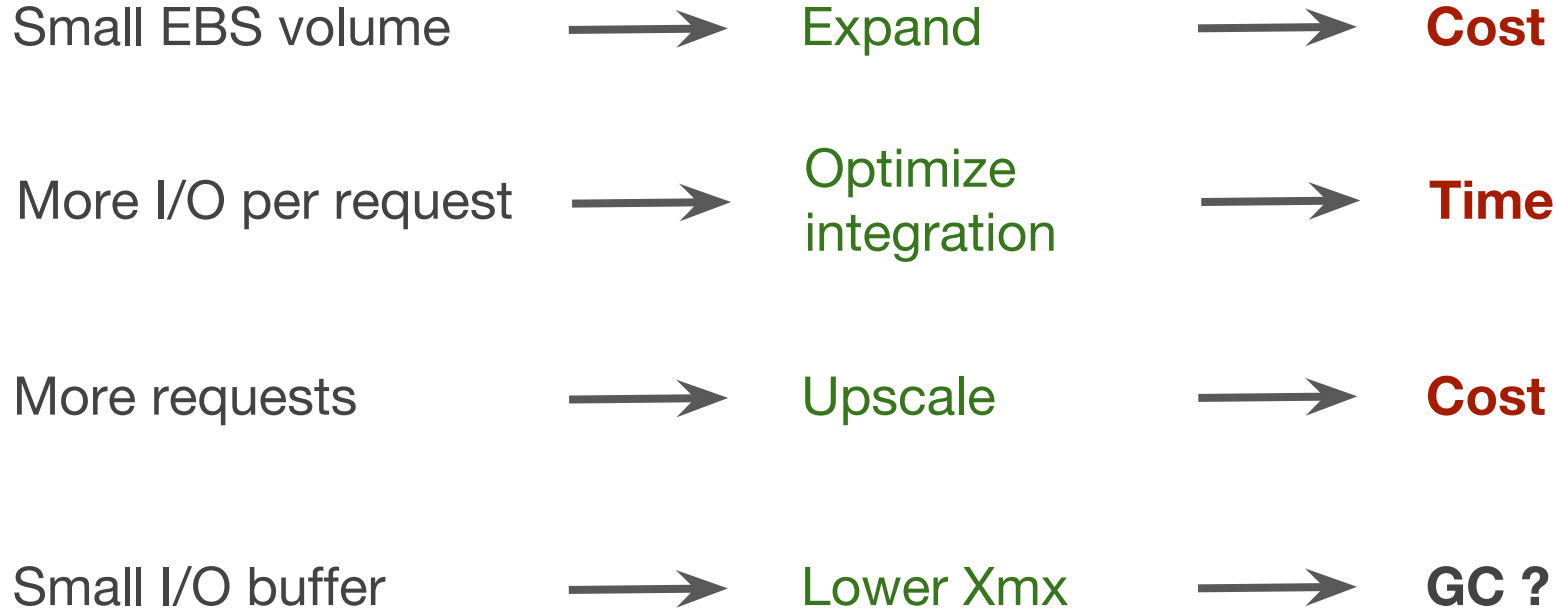 Small EBS volume Expand Cost
More I/O per request Optimize integration Time
More requests Upscale Cost
Small I/O buffer Lower Xmx GC ?